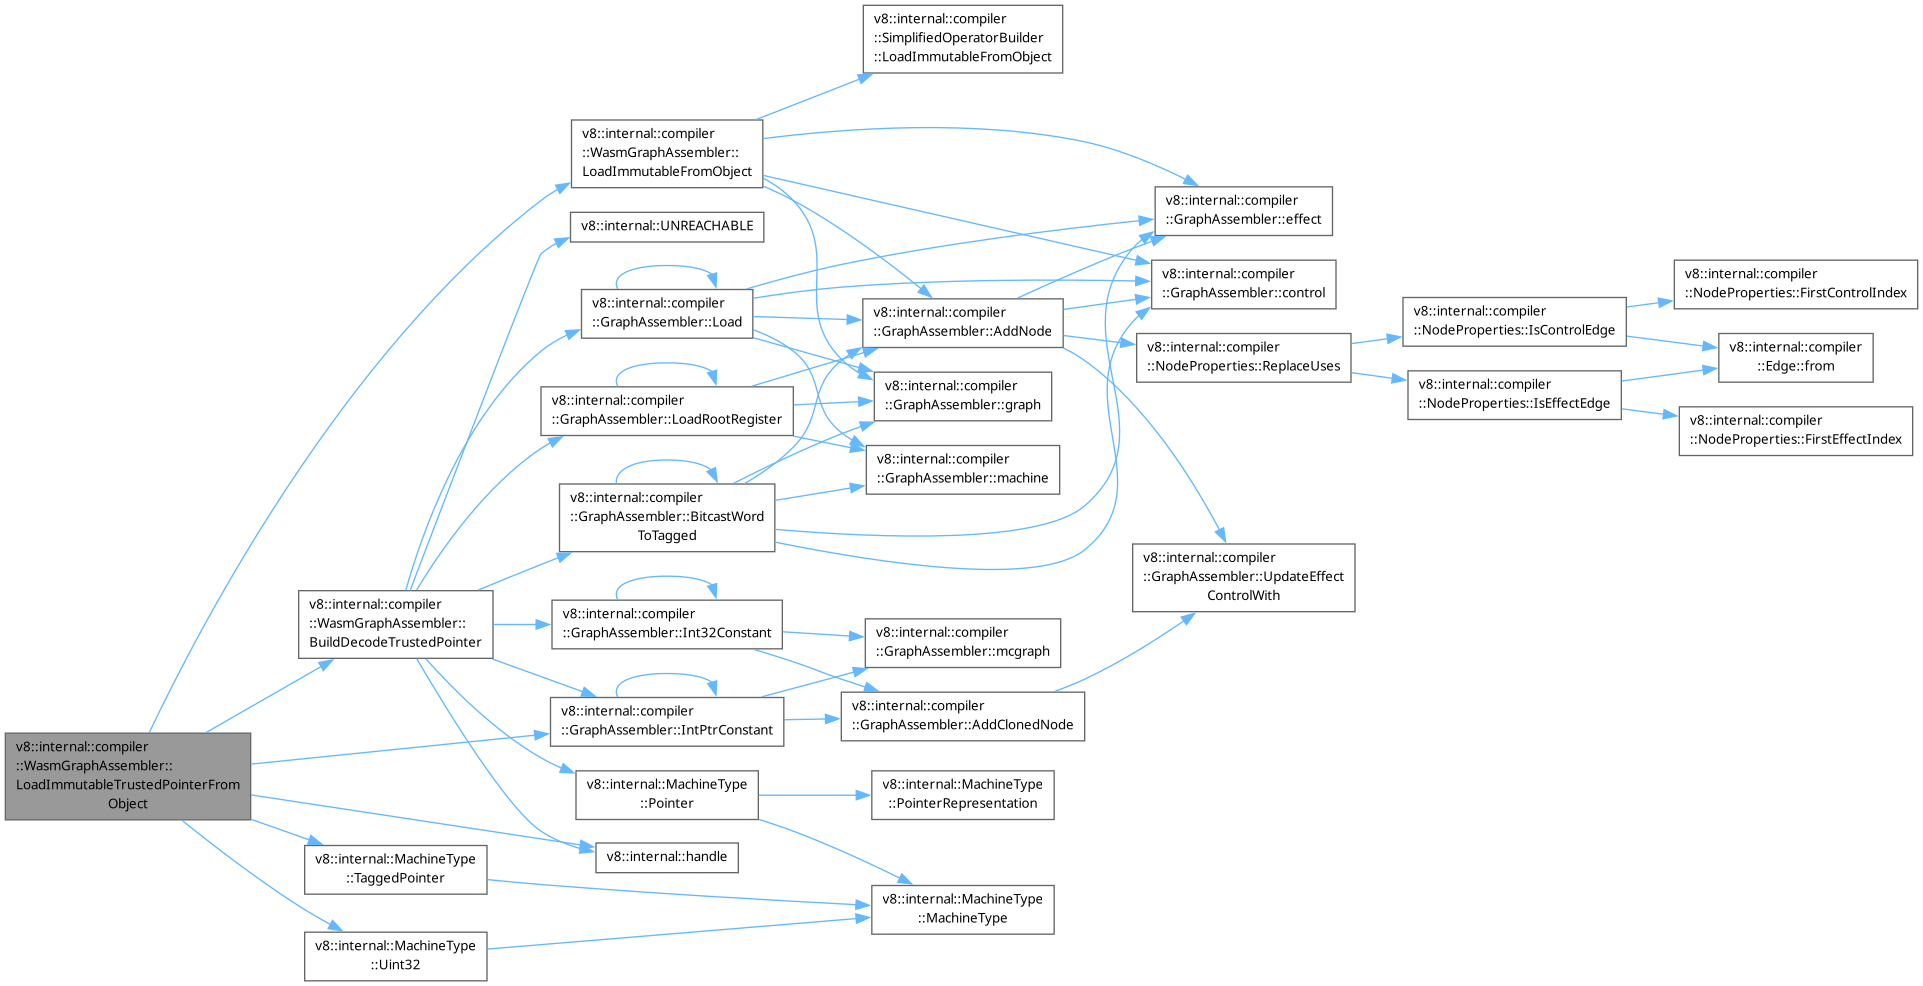 v8::internal::compiler
::SimplifiedOperatorBuilder
::LoadImmutableFromObject
v8::internal::compiler
::WasmGraphAssembler::
LoadImmutableFromObject
v8::internal::compiler
::GraphAssembler::effect
v8::internal::UNREACHABLE
v8::internal::compiler
::GraphAssembler::control
v8::internal::compiler
::NodeProperties::FirstControlIndex
v8::internal::compiler
::GraphAssembler::Load
v8::internal::compiler
::GraphAssembler::AddNode
v8::internal::compiler
::NodeProperties::IsControlEdge
v8::internal::compiler
::NodeProperties::ReplaceUses
v8::internal::compiler
::Edge::from
v8::internal::compiler
::GraphAssembler::LoadRootRegister
v8::internal::compiler
::GraphAssembler::graph
v8::internal::compiler
::NodeProperties::IsEffectEdge
v8::internal::compiler
::NodeProperties::FirstEffectIndex
v8::internal::compiler
::GraphAssembler::machine
v8::internal::compiler
::GraphAssembler::BitcastWord
ToTagged
v8::internal::compiler
::GraphAssembler::UpdateEffect
ControlWith
v8::internal::compiler
::WasmGraphAssembler::
BuildDecodeTrustedPointer
v8::internal::compiler
::GraphAssembler::Int32Constant
v8::internal::compiler
::GraphAssembler::mcgraph
v8::internal::compiler
::GraphAssembler::IntPtrConstant
v8::internal::compiler
::GraphAssembler::AddClonedNode
v8::internal::compiler
::WasmGraphAssembler::
LoadImmutableTrustedPointerFrom
Object
v8::internal::MachineType
::Pointer
v8::internal::MachineType
::PointerRepresentation
v8::internal::handle
v8::internal::MachineType
::TaggedPointer
v8::internal::MachineType
::MachineType
v8::internal::MachineType
::Uint32